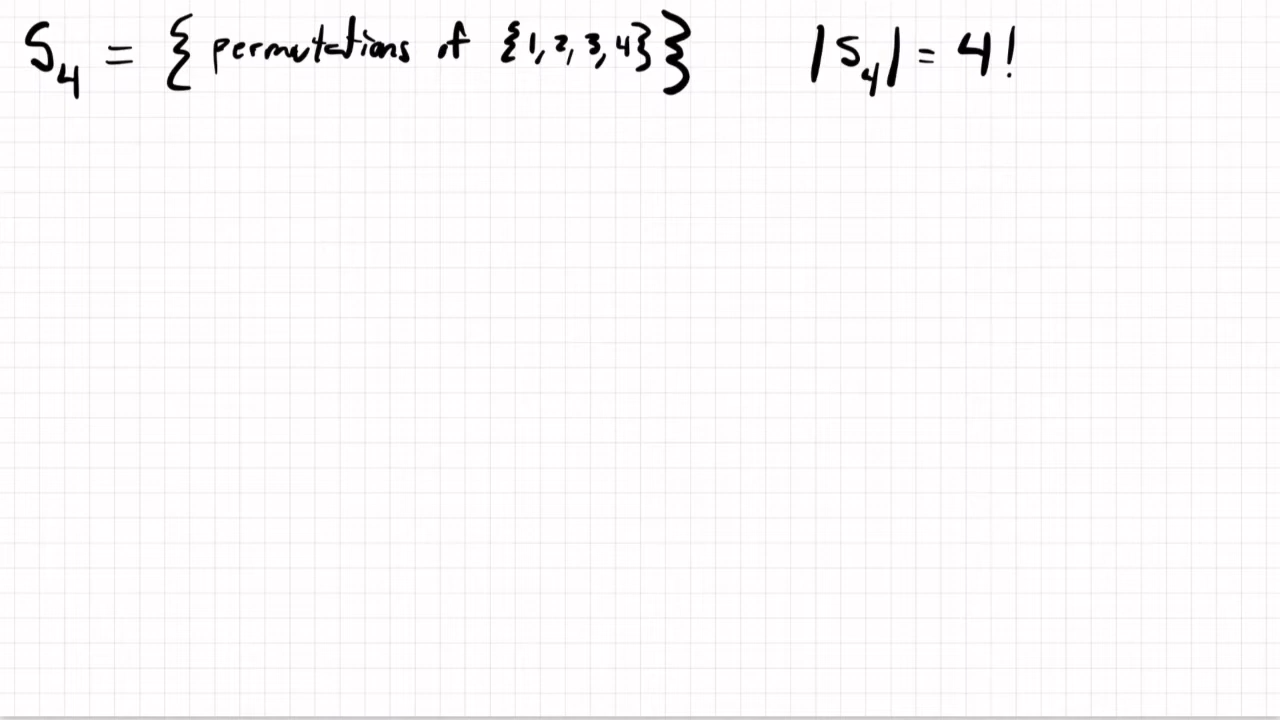 S₄ = { permutations of {1, 2, 3, 4} } |S₄| = 4!